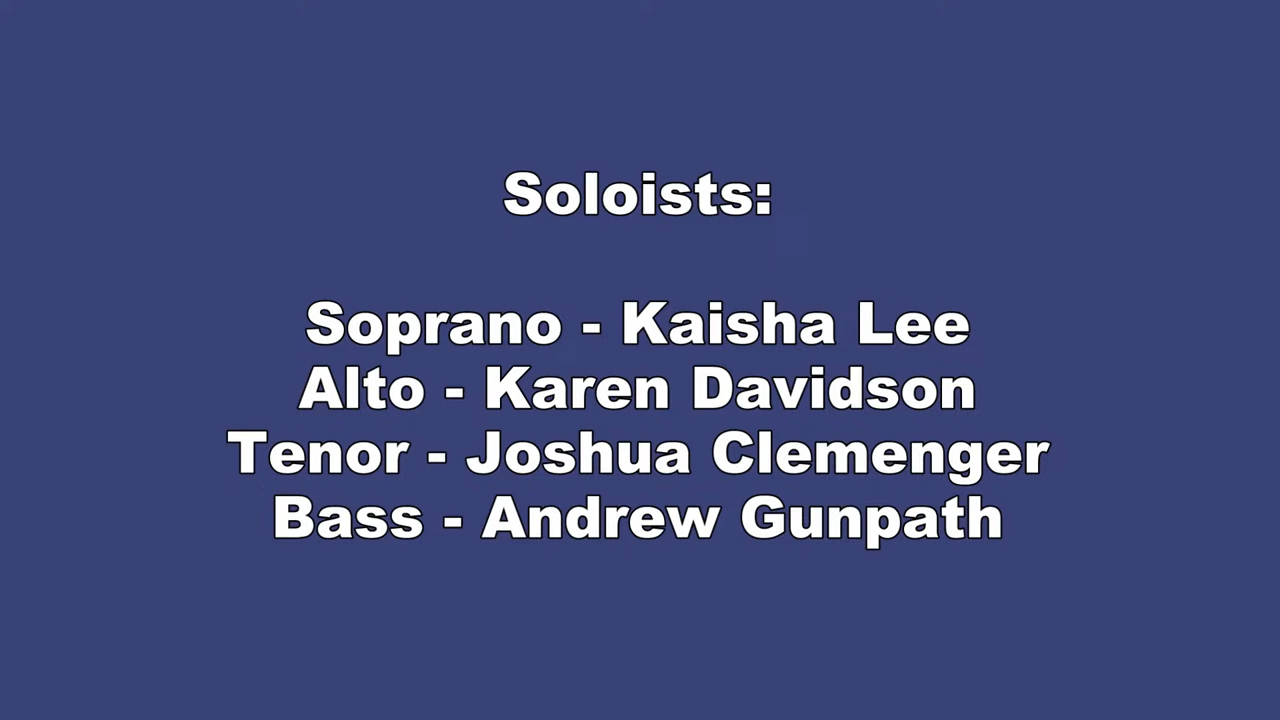 Soloists:
Soprano - Kaisha Lee
Alto - Karen Davidson
Tenor - Joshua Clemenger
Bass - Andrew Gunpath